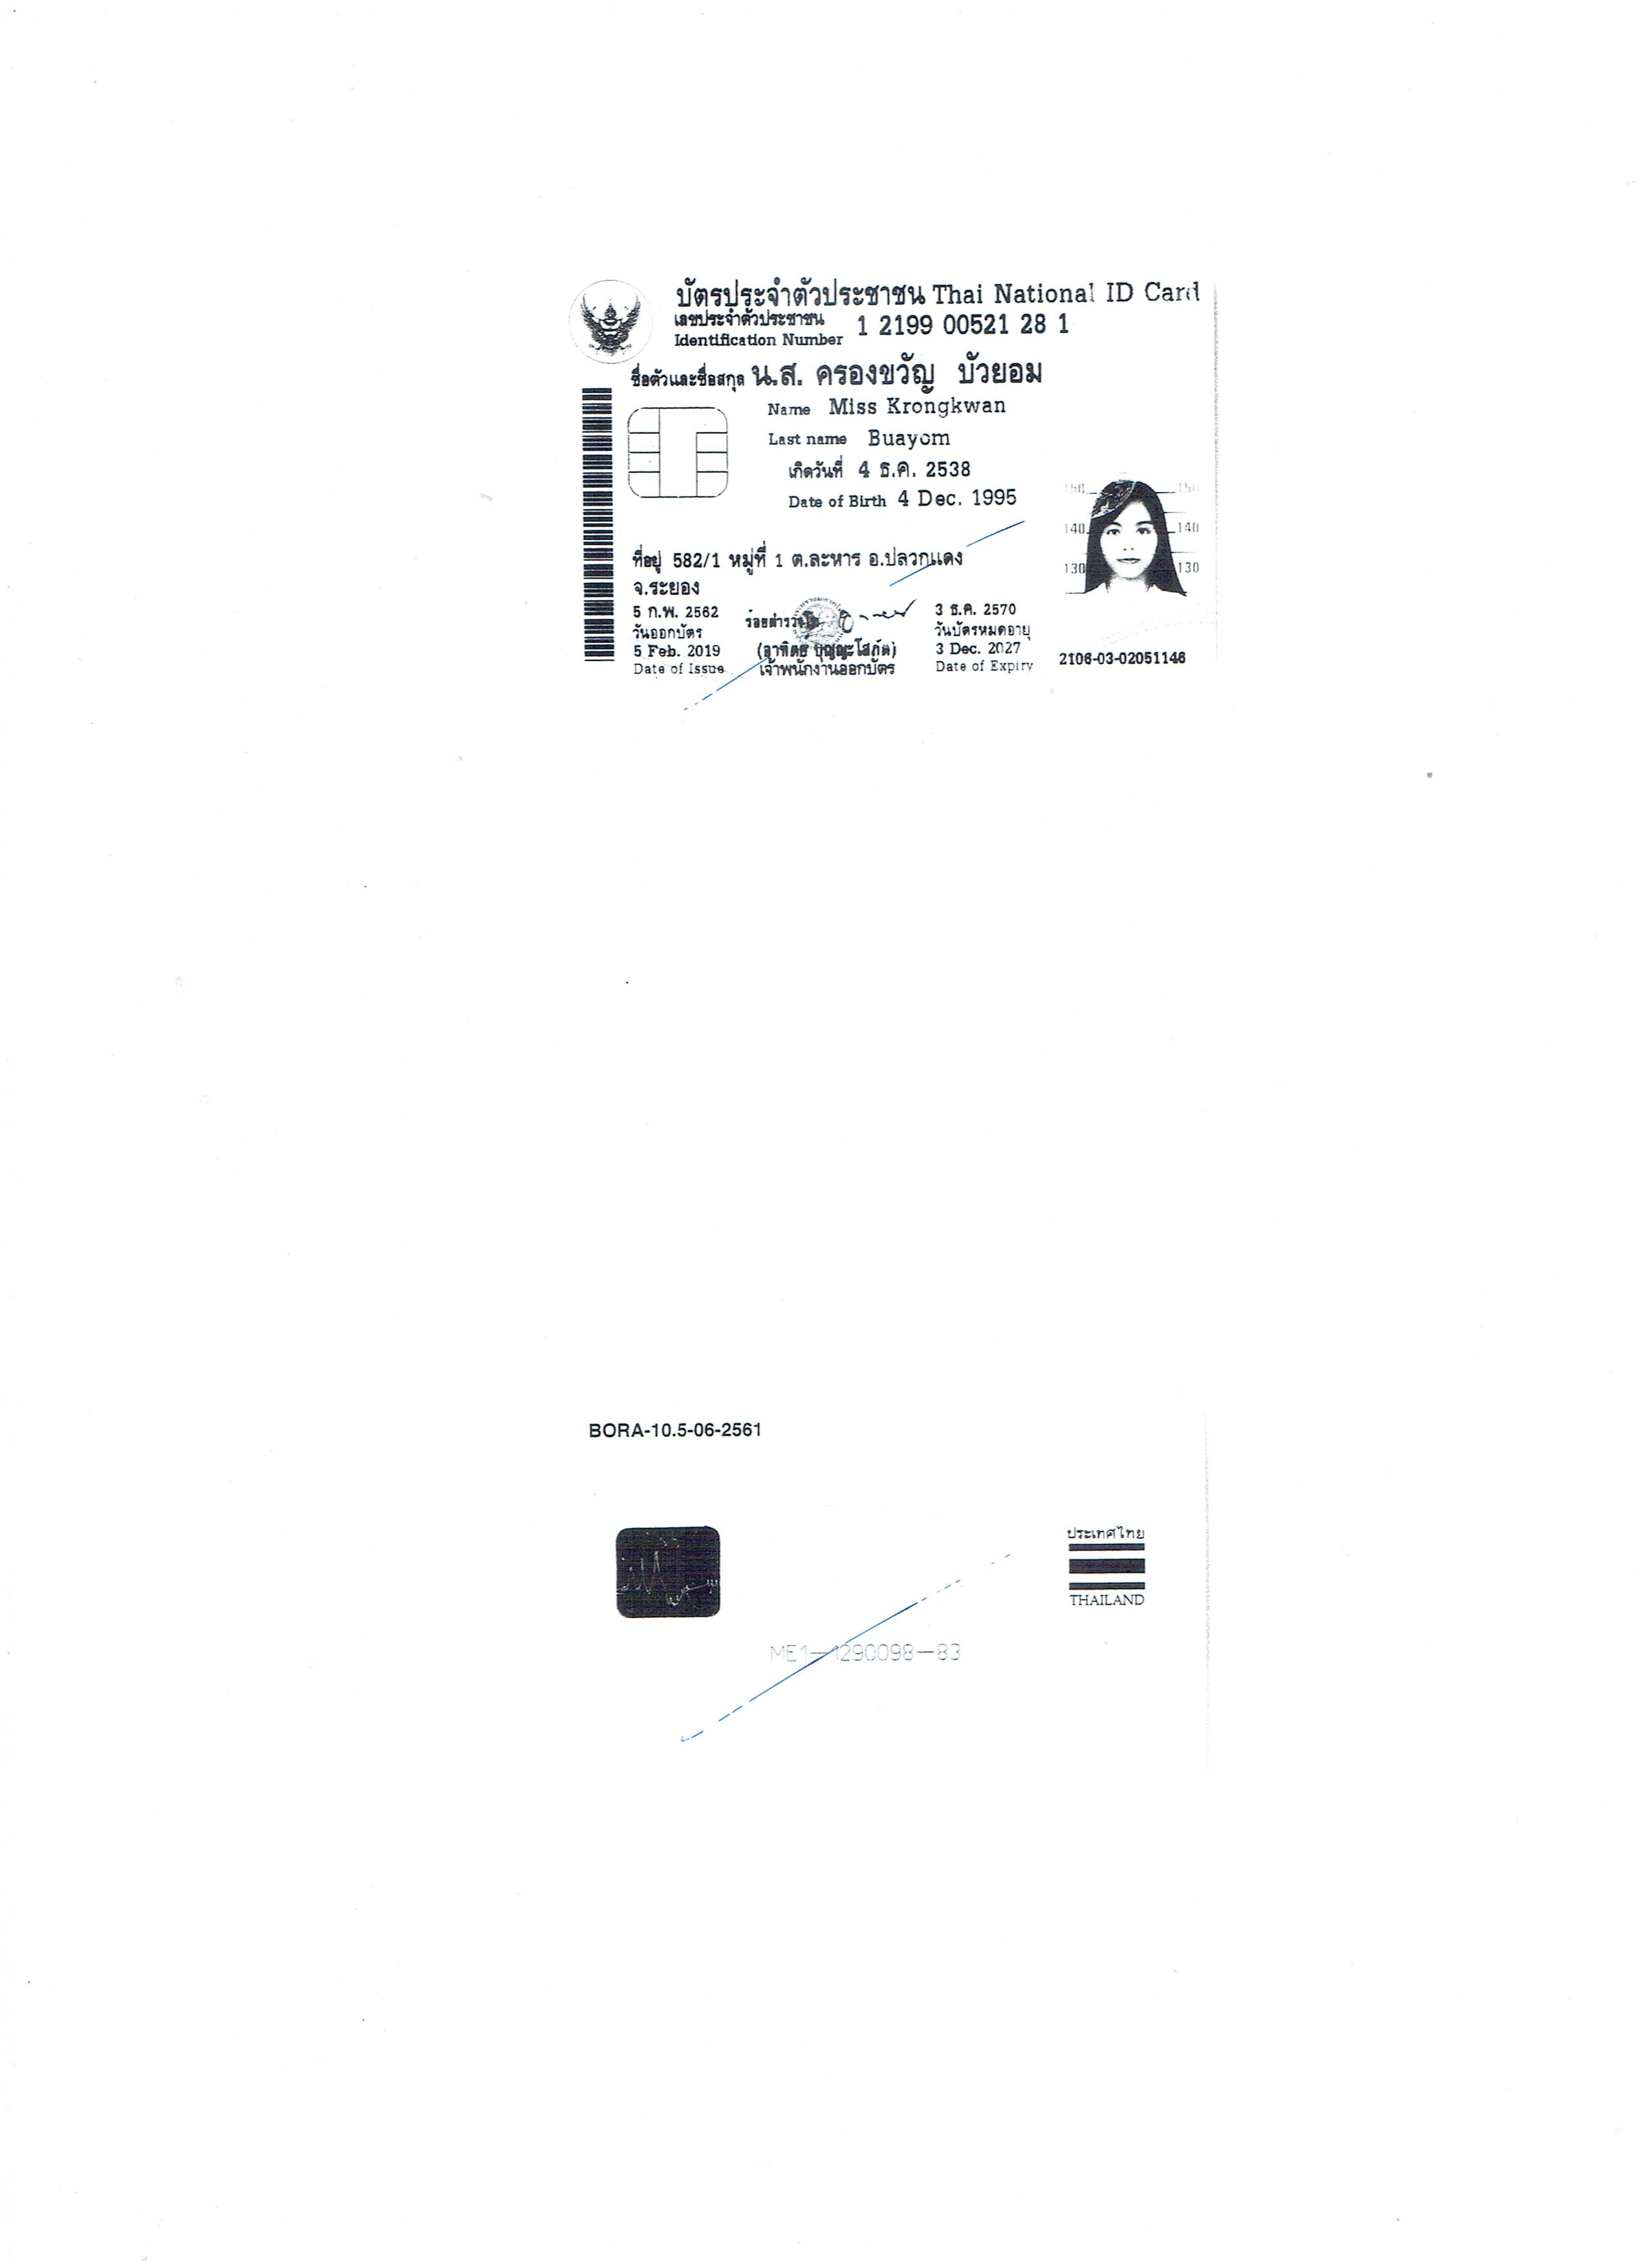 บัตรประจำตัวประชาชน Thai National ID Card
เลขประจำตัวประชาชน
Identification Number 1 2199 00521 28 1
ชื่อตัวและชื่อสกุล น.ส. ครองขวัญ บัวยอม
Name Miss Krongkwan
Last name Buayom
เกิดวันที่ 4 ธ.ค. 2538
Date of Birth 4 Dec. 1995
150 150
140 140
130 130
ที่อยู่ 582/1 หมู่ที่ 1 ต.ละหาร อ.ปลวกแดง
จ.ระยอง
5 ก.พ. 2562
วันออกบัตร
5 Feb. 2019
Date of Issue
ร้อยตำรวจโท
(อาทิตย์ บุญญะโสภัต)
เจ้าพนักงานออกบัตร
3 ธ.ค. 2570
วันบัตรหมดอายุ
3 Dec. 2027
Date of Expiry
2106-03-02051146
BORA-10.5-06-2561
ประเทศไทย
THAILAND
ME1-1290098-83